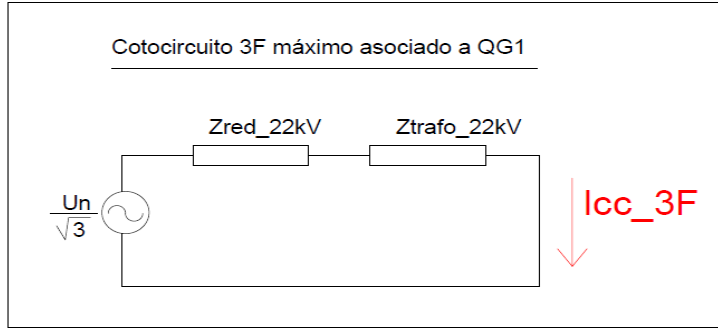 Cotocircuito 3F máximo asociado a QG1
Zred_22kV
Ztrafo_22kV
Un
√3
Icc_3F